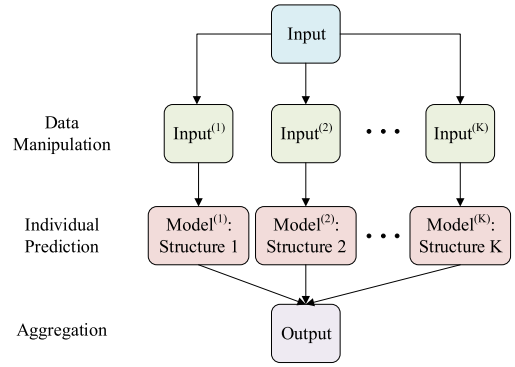 Input
Data
Manipulation
Input(1)
Input(2)
• • •
Input(K)
Individual
Prediction
Model(1):
Structure 1
Model(2):
Structure 2
• • •
Model(K):
Structure K
Aggregation
Output